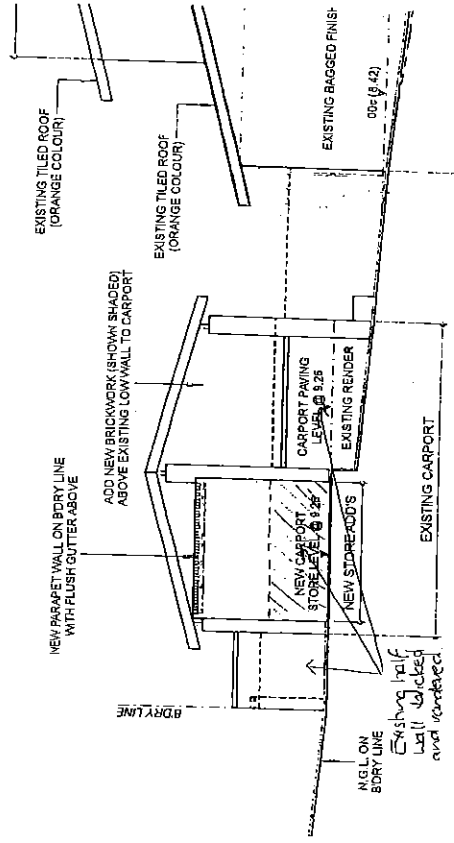 EXISTING TILED ROOF
(ORANGE COLOUR)
EXISTING TILED ROOF
(ORANGE COLOUR)
NEW PARAPET WALL ON B'DRY LINE
WITH FLUSH GUTTER ABOVE
ADD NEW BRICKWORK (SHOWN SHADED)
ABOVE EXISTING LOW WALL TO CARPORT
EXISTING BAGGED FINISH
B'DRY LINE
NEW CARPORT
STORE LEVEL @ 9.26
CARPORT PAVING
LEVEL @ 9.26
EXISTING RENDER
NEW STORE ADD'S
EXISTING CARPORT
N.G.L. ON
B'DRY LINE
Existing half
wall bricked
and rendered